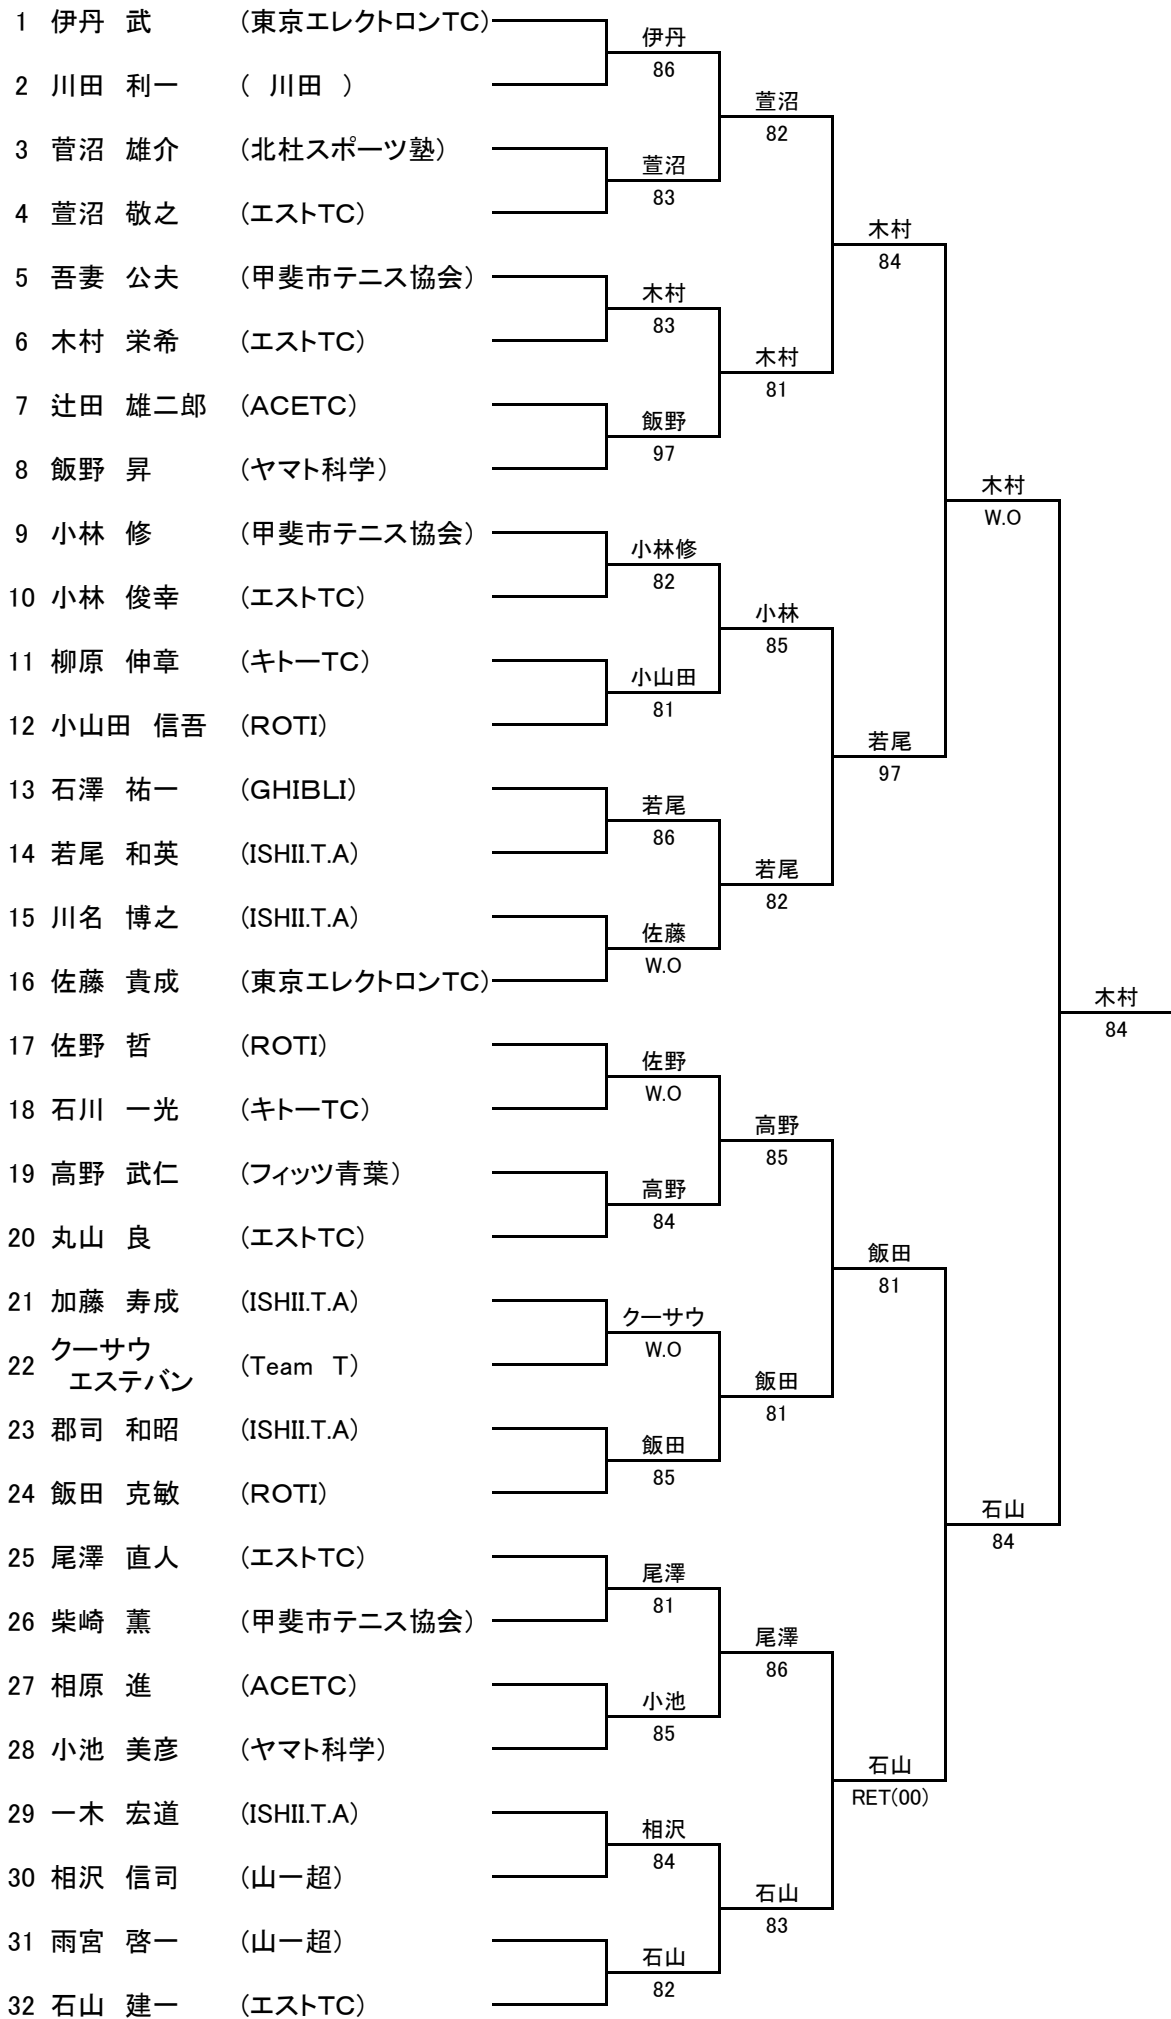 1 伊丹 武 (東京エレクトロンTC)
伊丹
86
2 川田 利一 ( 川田 )
萱沼
82
3 菅沼 雄介 (北杜スポーツ塾)
萱沼
83
4 萱沼 敬之 (エストTC)
木村
84
5 吾妻 公夫 (甲斐市テニス協会)
木村
83
6 木村 栄希 (エストTC)
木村
81
7 辻田 雄二郎 (ACETC)
飯野
97
8 飯野 昇 (ヤマト科学)
木村
W.O
9 小林 修 (甲斐市テニス協会)
小林修
82
10 小林 俊幸 (エストTC)
小林
85
11 柳原 伸章 (キトーTC)
小山田
81
12 小山田 信吾 (ROTI)
若尾
97
13 石澤 祐一 (GHIBLI)
若尾
86
14 若尾 和英 (ISHII.T.A)
若尾
82
15 川名 博之 (ISHII.T.A)
佐藤
W.O
16 佐藤 貴成 (東京エレクトロンTC)
木村
84
17 佐野 哲 (ROTI)
佐野
W.O
18 石川 一光 (キトーTC)
高野
85
19 高野 武仁 (フィッツ青葉)
高野
84
20 丸山 良 (エストTC)
飯田
81
21 加藤 寿成 (ISHII.T.A)
クーサウ
W.O
22 クーサウ
エステバン (Team T)
飯田
81
23 郡司 和昭 (ISHII.T.A)
飯田
85
24 飯田 克敏 (ROTI)
石山
84
25 尾澤 直人 (エストTC)
尾澤
81
26 柴崎 薫 (甲斐市テニス協会)
尾澤
86
27 相原 進 (ACETC)
小池
85
28 小池 美彦 (ヤマト科学)
石山
RET(00)
29 一木 宏道 (ISHII.T.A)
相沢
84
30 相沢 信司 (山一超)
石山
83
31 雨宮 啓一 (山一超)
石山
82
32 石山 建一 (エストTC)